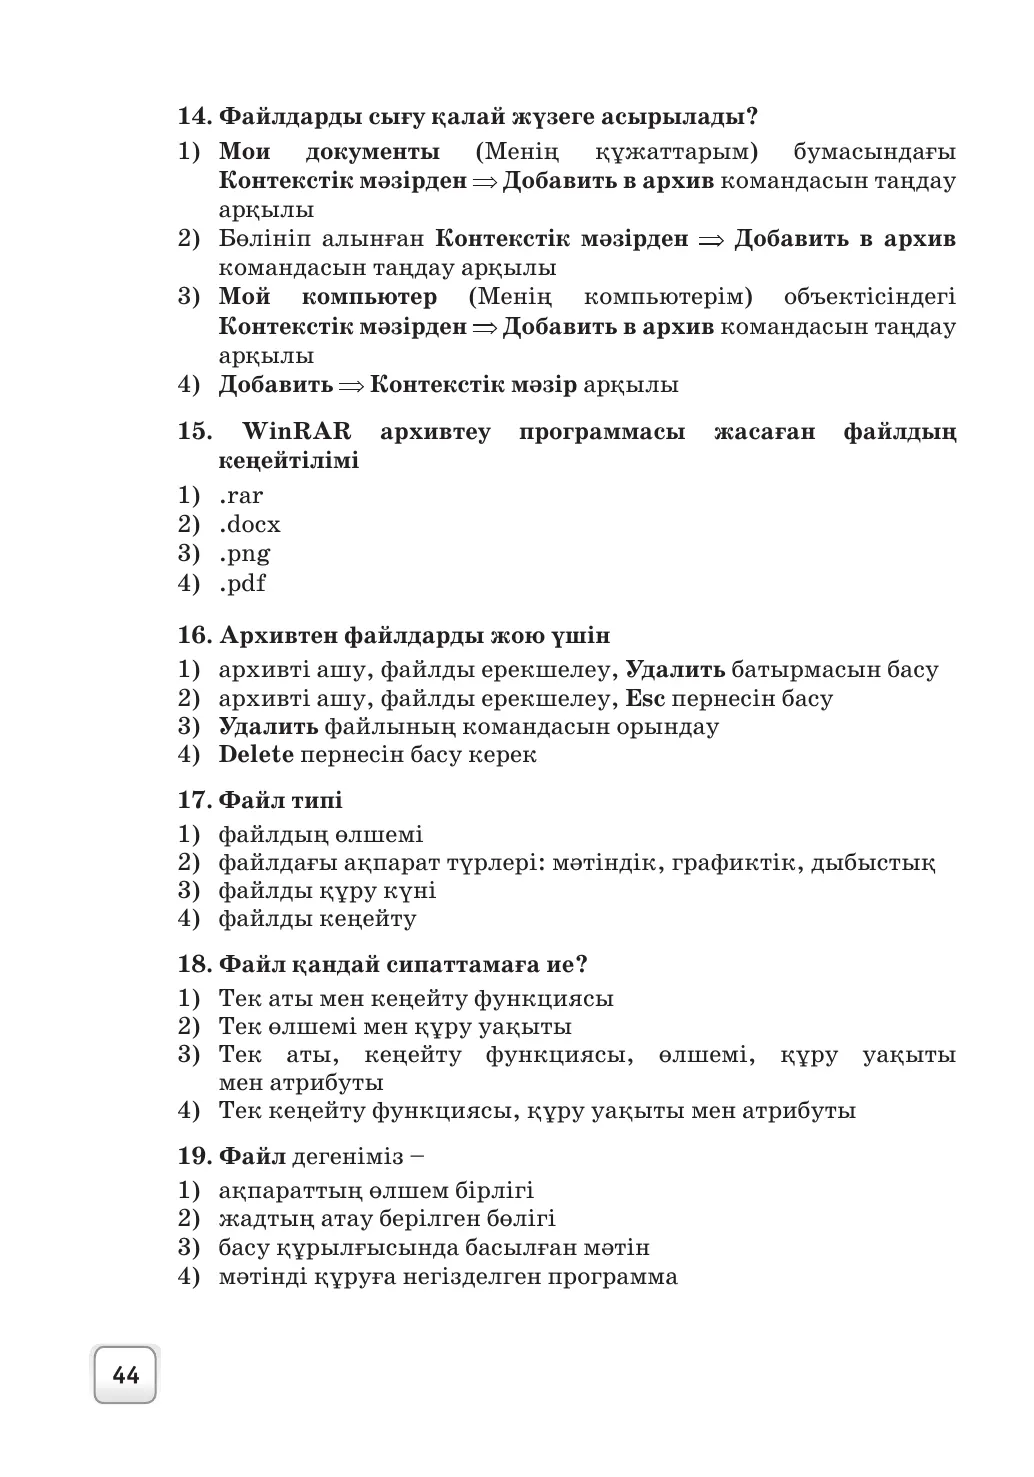 14. Файлдарды сығу қалай жүзеге асырылады?
1) Мои документы (Менің құжаттарым) бумасындағы
Контекстік мәзірден ⇒ Добавить в архив командасын таңдау
арқылы
2) Бөлініп алынған Контекстік мәзірден ⇒ Добавить в архив
командасын таңдау арқылы
3) Мой компьютер (Менің компьютерім) объектісіндегі
Контекстік мәзірден ⇒ Добавить в архив командасын таңдау
арқылы
4) Добавить ⇒ Контекстік мәзір арқылы
15. WinRAR архивтеу программасы жасаған файлдың
кеңейтілімі
1) .rar
2) .docx
3) .png
4) .pdf
16. Архивтен файлдарды жою үшін
1) архивті ашу, файлды ерекшелеу, Удалить батырмасын басу
2) архивті ашу, файлды ерекшелеу, Esc пернесін басу
3) Удалить файлының командасын орындау
4) Delete пернесін басу керек
17. Файл типі
1) файлдың өлшемі
2) файлдағы ақпарат түрлері: мәтіндік, графиктік, дыбыстық
3) файлды құру күні
4) файлды кеңейту
18. Файл қандай сипаттамаға ие?
1) Тек аты мен кеңейту функциясы
2) Тек өлшемі мен құру уақыты
3) Тек аты, кеңейту функциясы, өлшемі, құру уақыты
мен атрибуты
4) Тек кеңейту функциясы, құру уақыты мен атрибуты
19. Файл дегеніміз –
1) ақпараттың өлшем бірлігі
2) жадтың атау берілген бөлігі
3) басу құрылғысында басылған мәтін
4) мәтінді құруға негізделген программа
44